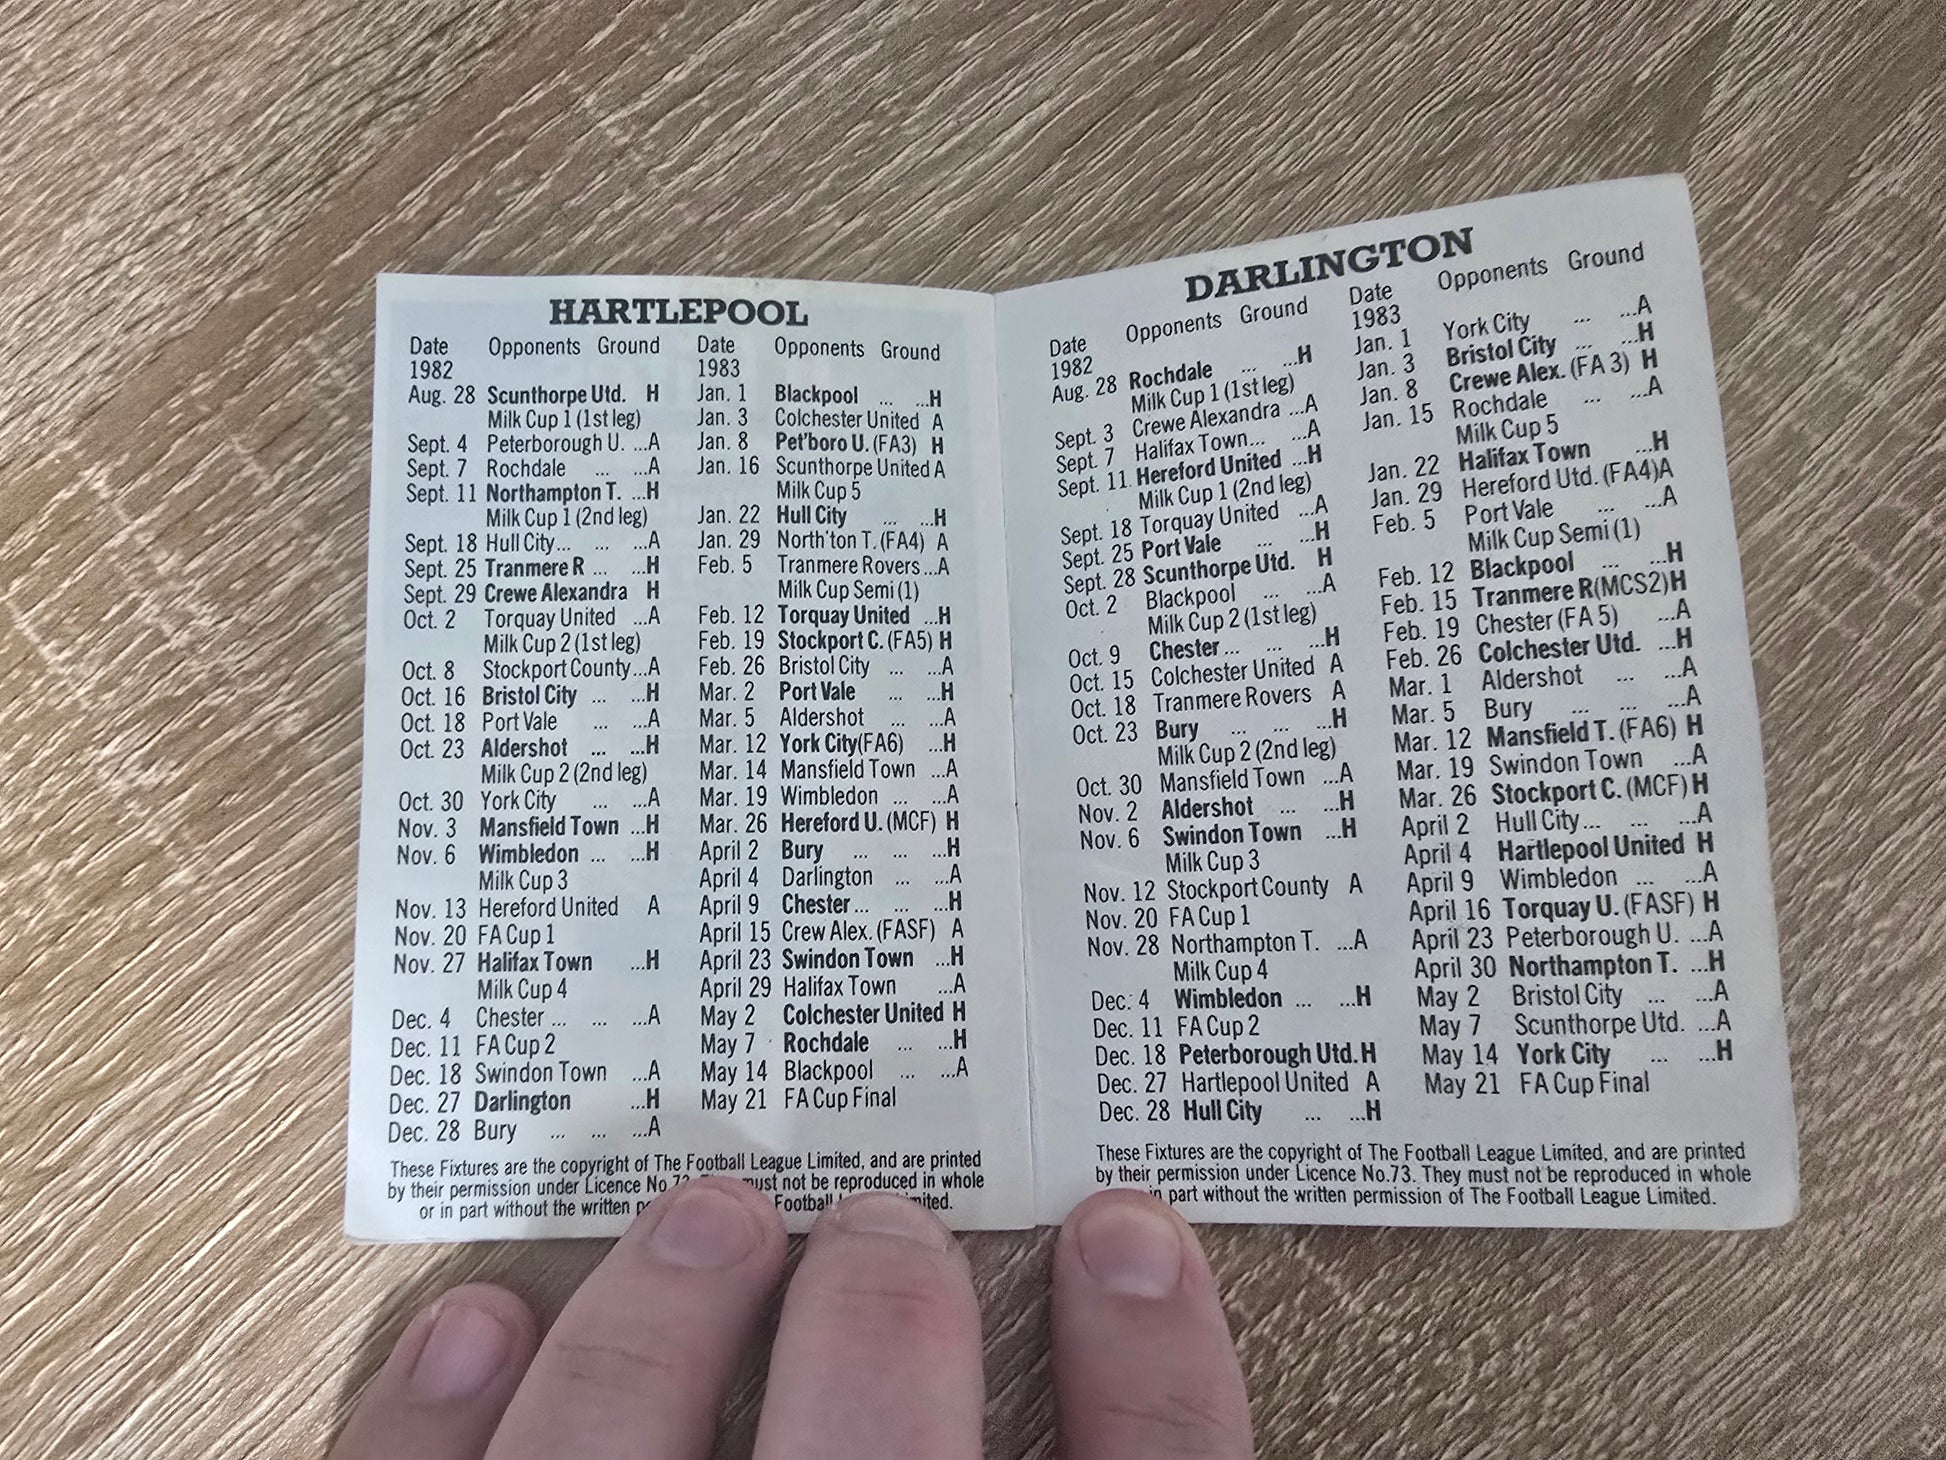 HARTLEPOOL
Date Opponents Ground
1982
Aug. 28 Scunthorpe Utd. H
Milk Cup 1 (1st leg)
Sept. 4 Peterborough U. ...A
Sept. 7 Rochdale ... ...A
Sept. 11 Northampton T. ...H
Milk Cup 1 (2nd leg)
Sept. 18 Hull City... ... ...A
Sept. 25 Tranmere R ... ...H
Sept. 29 Crewe Alexandra H
Oct. 2 Torquay United ...A
Milk Cup 2 (1st leg)
Oct. 8 Stockport County...A
Oct. 16 Bristol City ... ...H
Oct. 18 Port Vale ... ...A
Oct. 23 Aldershot ... ...H
Milk Cup 2 (2nd leg)
Oct. 30 York City ... ...A
Nov. 3 Mansfield Town ...H
Nov. 6 Wimbledon ... ...H
Milk Cup 3
Nov. 13 Hereford United A
Nov. 20 FA Cup 1
Nov. 27 Halifax Town ...H
Milk Cup 4
Dec. 4 Chester ... ... ...A
Dec. 11 FA Cup 2
Dec. 18 Swindon Town ...A
Dec. 27 Darlington ...H
Dec. 28 Bury ... ... ...A
Date Opponents Ground
1983
Jan. 1 Blackpool ... ...H
Jan. 3 Colchester United A
Jan. 8 Pet'boro U. (FA3) H
Jan. 16 Scunthorpe United A
Milk Cup 5
Jan. 22 Hull City ... ...H
Jan. 29 North'ton T. (FA4) A
Feb. 5 Tranmere Rovers...A
Milk Cup Semi (1)
Feb. 12 Torquay United ...H
Feb. 19 Stockport C. (FA5) H
Feb. 26 Bristol City ... ...A
Mar. 2 Port Vale ... ...H
Mar. 5 Aldershot ... ...A
Mar. 12 York City(FA6) ...H
Mar. 14 Mansfield Town ...A
Mar. 19 Wimbledon ... ...A
Mar. 26 Hereford U. (MCF) H
April 2 Bury ... ... ...H
April 4 Darlington ... ...A
April 9 Chester ... ... ...H
April 15 Crew Alex. (FASF) A
April 23 Swindon Town ...H
April 29 Halifax Town ...A
May 2 Colchester United H
May 7 Rochdale ... ...H
May 14 Blackpool ... ...A
May 21 FA Cup Final
These Fixtures are the copyright of The Football League Limited, and are printed
by their permission under Licence No.73. must not be reproduced in whole
or in part without the written Football
DARLINGTON
Date Opponents Ground
1982
Aug. 28 Rochdale ... ...H
Milk Cup 1 (1st leg)
Sept. 3 Crewe Alexandra ...A
Sept. 7 Halifax Town... ...A
Sept. 11 Hereford United ...H
Milk Cup 1 (2nd leg)
Sept. 18 Torquay United ...A
Sept. 25 Port Vale ... ...H
Sept. 28 Scunthorpe Utd. H
Oct. 2 Blackpool ... ...A
Milk Cup 2 (1st leg)
Oct. 9 Chester ... ... ...H
Oct. 15 Colchester United A
Oct. 18 Tranmere Rovers A
Oct. 23 Bury ... ... ...H
Milk Cup 2 (2nd leg)
Oct. 30 Mansfield Town ...A
Nov. 2 Aldershot ... ...H
Nov. 6 Swindon Town ...H
Milk Cup 3
Nov. 12 Stockport County A
Nov. 20 FA Cup 1
Nov. 28 Northampton T. ...A
Milk Cup 4
Dec. 4 Wimbledon ... ...H
Dec. 11 FA Cup 2
Dec. 18 Peterborough Utd. H
Dec. 27 Hartlepool United A
Dec. 28 Hull City ... ...H
Date Opponents Ground
1983
Jan. 1 York City ... ...A
Jan. 3 Bristol City ... ...H
Jan. 8 Crewe Alex. (FA 3) H
Jan. 15 Rochdale ... ...A
Milk Cup 5
Jan. 22 Halifax Town ...H
Jan. 29 Hereford Utd. (FA4)A
Feb. 5 Port Vale ... ...A
Milk Cup Semi (1)
Feb. 12 Blackpool ... ...H
Feb. 15 Tranmere R(MCS2)H
Feb. 19 Chester (FA 5) ...A
Feb. 26 Colchester Utd. ...H
Mar. 1 Aldershot ... ...A
Mar. 5 Bury ... ... ...A
Mar. 12 Mansfield T. (FA6) H
Mar. 19 Swindon Town ...A
Mar. 26 Stockport C. (MCF) H
April 2 Hull City... ... ...A
April 4 Hartlepool United H
April 9 Wimbledon ... ...A
April 16 Torquay U. (FASF) H
April 23 Peterborough U. ...A
April 30 Northampton T. ...H
May 2 Bristol City ... ...A
May 7 Scunthorpe Utd. ...A
May 14 York City ... ...H
May 21 FA Cup Final
These Fixtures are the copyright of The Football League Limited, and are printed
by their permission under Licence No.73. They must not be reproduced in whole
in part without the written permission of The Football League Limited.